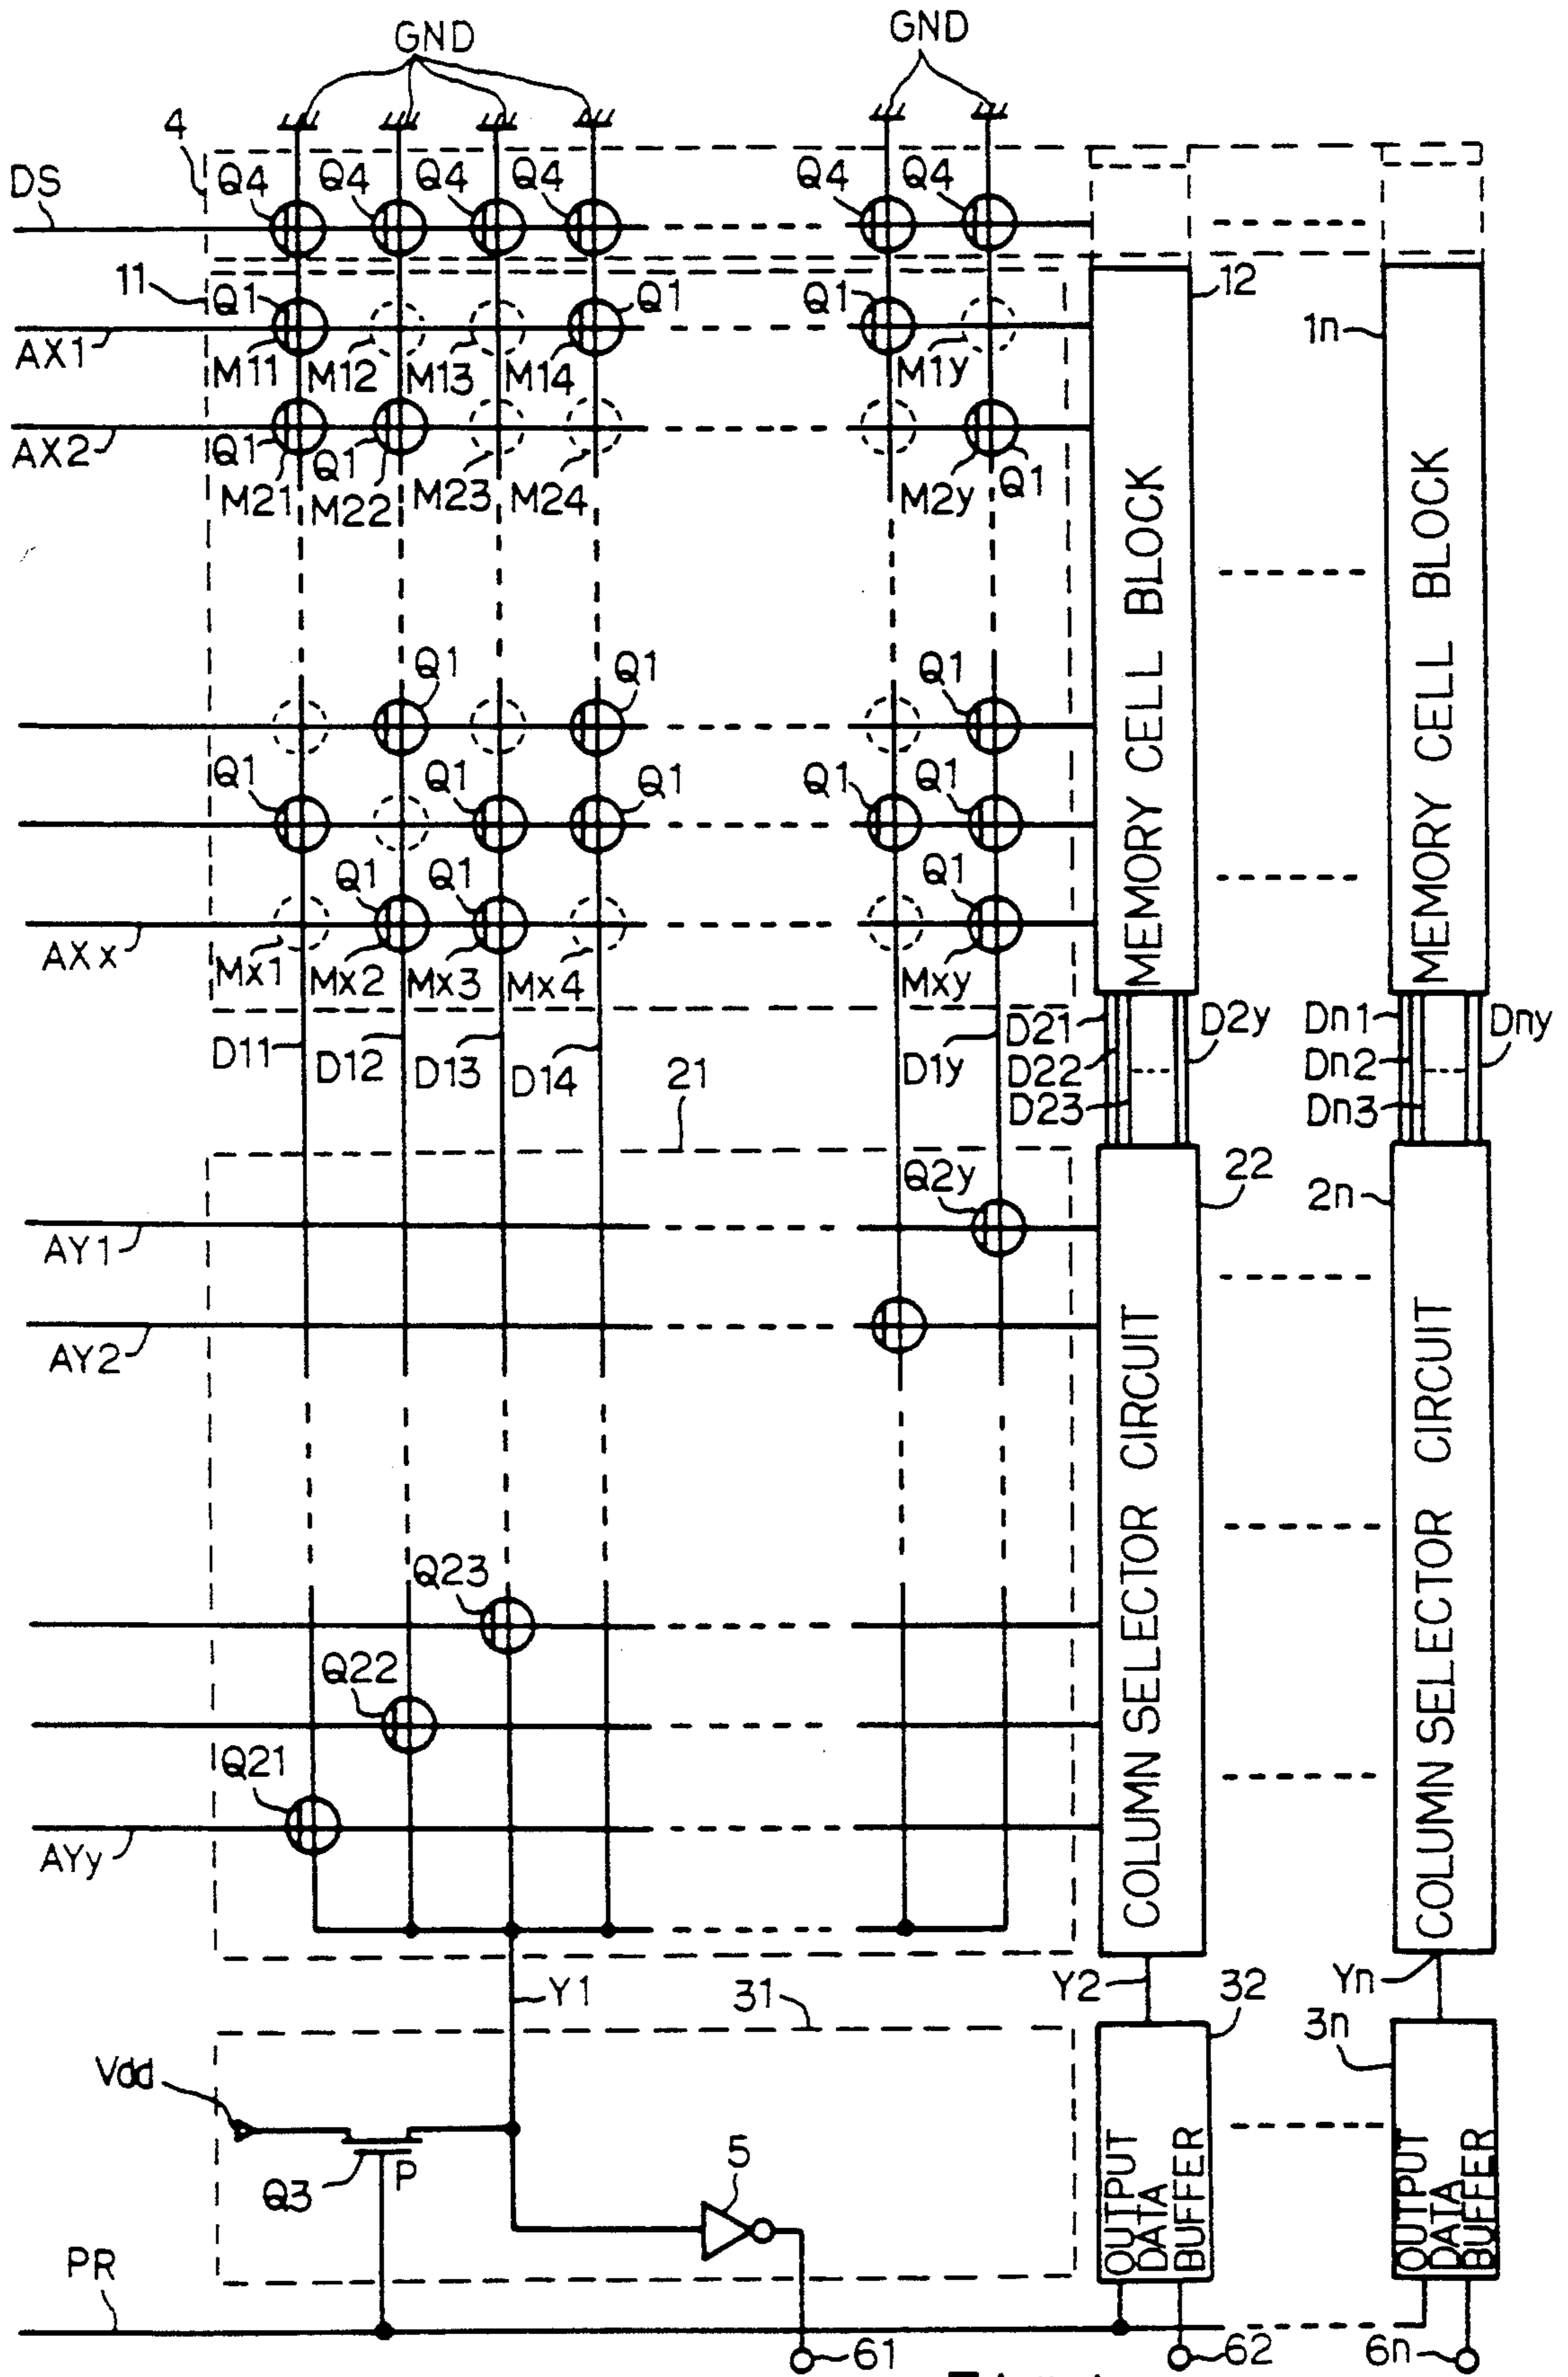 GND GND
4
DS Q4 Q4 Q4 Q4 Q4 Q4
11 Q1 Q1 Q1 12 1n
AX1 M11 M12 M13 M14 M1y
AX2 Q1 Q1 Q1
M21 M22 M23 M24 M2y
MEMORY CELL BLOCK MEMORY CELL BLOCK
Q1 Q1 Q1
Q1 Q1 Q1 Q1 Q1
Q1 Q1 Q1
AXx Mx1 Mx2 Mx3 Mx4 Mxy
D11 D12 D13 D14 D1y D21 D22 D23 D2y Dn1 Dn2 Dn3 Dny
21 22 2n
Q2y
AY1
AY2
COLUMN SELECTOR CIRCUIT COLUMN SELECTOR CIRCUIT
Q23
Q22
Q21
AYy
Y1 31 Y2 32 Yn 3n
Vdd
Q3 P 5
OUTPUT DATA BUFFER OUTPUT DATA BUFFER
PR
61 62 6n